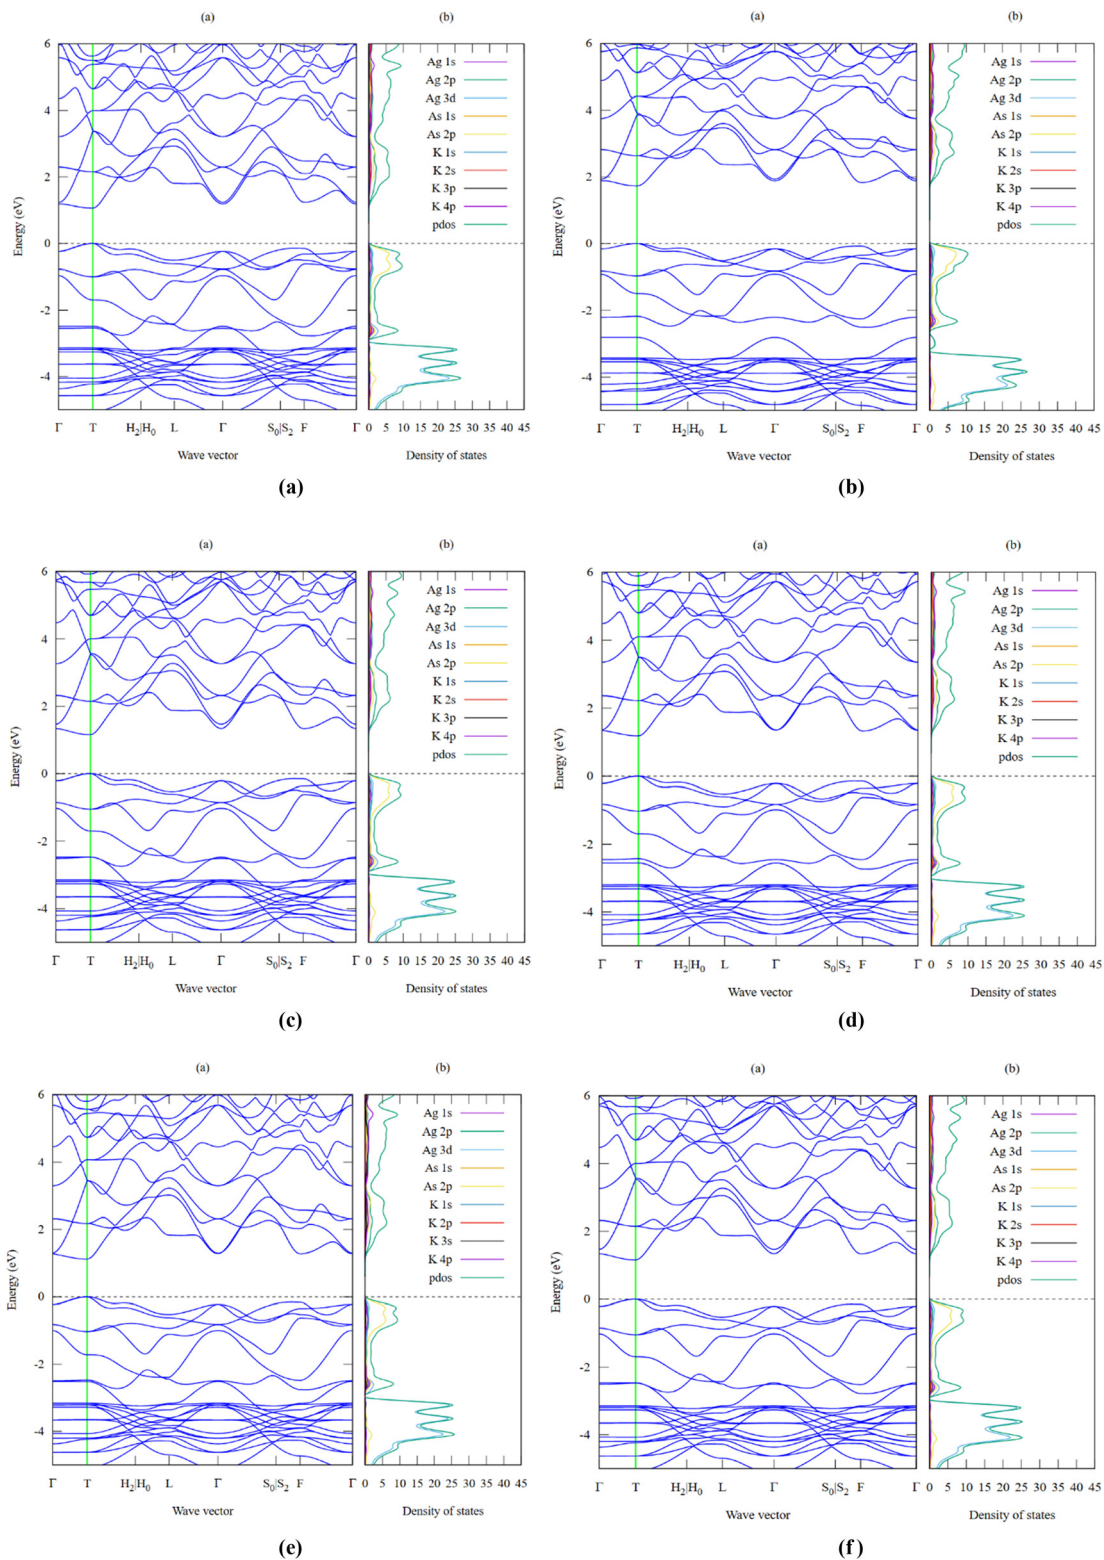 (a) (b) (a) (b)
6 6
Ag 1s Ag 1s
Ag 2p Ag 2p
Ag 3d Ag 3d
4 As 1s 4 As 1s
As 2p As 2p
K 1s K 1s
2 K 2s 2 K 2s
K 3p K 3p
K 4p K 4p
pdos pdos
Energy (eV) Energy (eV)
0 0
-2 -2
-4 -4
Γ T H₂|H₀ L Γ S₀|S₂ F Γ 0 5 10 15 20 25 30 35 40 45 Γ T H₂|H₀ L Γ S₀|S₂ F Γ 0 5 10 15 20 25 30 35 40 45
Wave vector Density of states Wave vector Density of states
(a) (b)
(a) (b) (a) (b)
6 6
Ag 1s Ag 1s
Ag 2p Ag 2p
Ag 3d Ag 3d
4 As 1s 4 As 1s
As 2p As 2p
K 1s K 1s
2 K 2s 2 K 2s
K 3p K 3p
K 4p K 4p
pdos pdos
Energy (eV) Energy (eV)
0 0
-2 -2
-4 -4
Γ T H₂|H₀ L Γ S₀|S₂ F Γ 0 5 10 15 20 25 30 35 40 45 Γ T H₂|H₀ L Γ S₀|S₂ F Γ 0 5 10 15 20 25 30 35 40 45
Wave vector Density of states Wave vector Density of states
(c) (d)
(a) (b) (a) (b)
6 6
Ag 1s Ag 1s
Ag 2p Ag 2p
Ag 3d Ag 3d
4 As 1s 4 As 1s
As 2p As 2p
K 1s K 1s
2 K 2p 2 K 2s
K 3s K 3p
K 4p K 4p
pdos pdos
Energy (eV) Energy (eV)
0 0
-2 -2
-4 -4
Γ T H₂|H₀ L Γ S₀|S₂ F Γ 0 5 10 15 20 25 30 35 40 45 Γ T H₂|H₀ L Γ S₀|S₂ F Γ 0 5 10 15 20 25 30 35 40 45
Wave vector Density of states Wave vector Density of states
(e) (f)